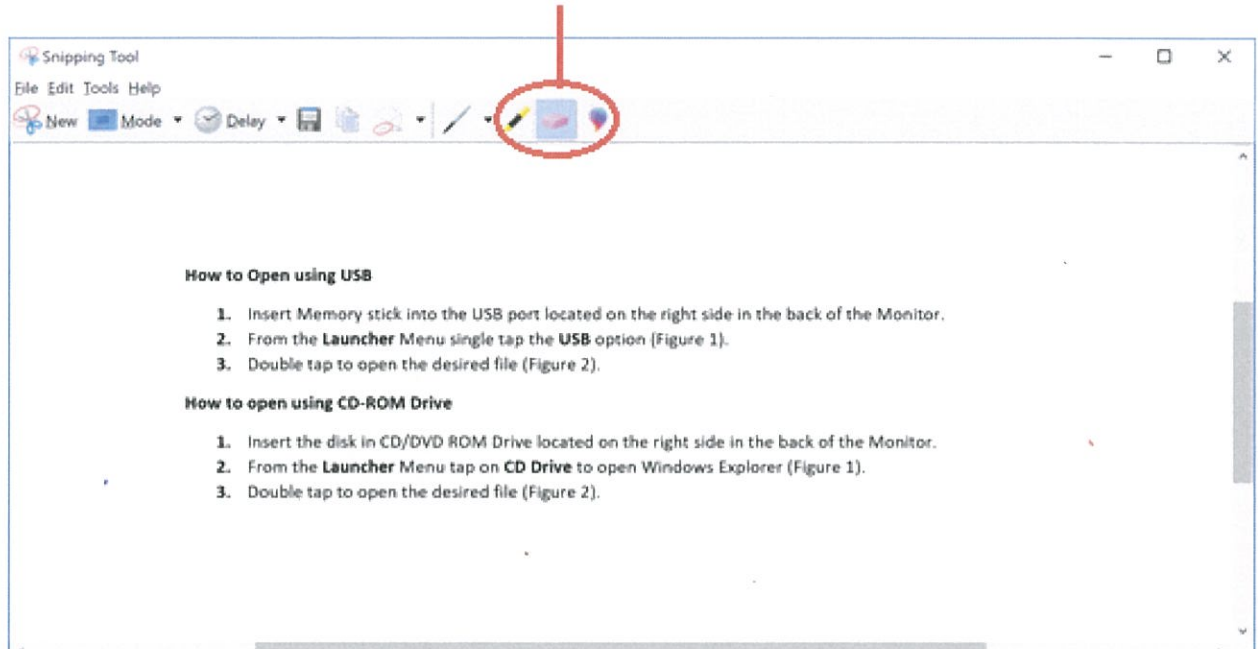 Snipping Tool
File Edit Tools Help
New Mode Delay
How to Open using USB
1. Insert Memory stick into the USB port located on the right side in the back of the Monitor.
2. From the Launcher Menu single tap the USB option (Figure 1).
3. Double tap to open the desired file (Figure 2).
How to open using CD-ROM Drive
1. Insert the disk in CD/DVD ROM Drive located on the right side in the back of the Monitor.
2. From the Launcher Menu tap on CD Drive to open Windows Explorer (Figure 1).
3. Double tap to open the desired file (Figure 2).